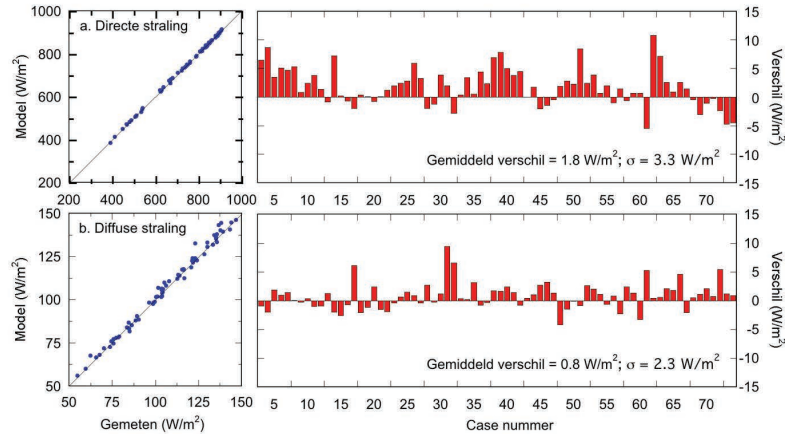 1000
800
600
400
200
Model (W/m²)
a. Directe straling
200 400 600 800 1000
Gemiddeld verschil = 1.8 W/m²; σ = 3.3 W/m²
5 10 15 20 25 30 35 40 45 50 55 60 65 70
15
10
5
0
-5
-10
-15
Verschil (W/m²)
150
125
100
75
50
Model (W/m²)
b. Diffuse straling
50 75 100 125 150
Gemeten (W/m²)
Gemiddeld verschil = 0.8 W/m²; σ = 2.3 W/m²
5 10 15 20 25 30 35 40 45 50 55 60 65 70
Case nummer
15
10
5
0
-5
-10
-15
Verschil (W/m²)